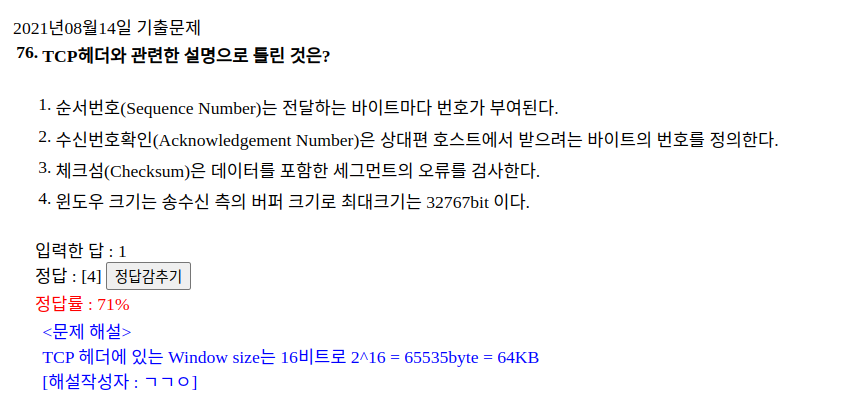 2021년08월14일 기출문제
76. TCP헤더와 관련한 설명으로 틀린 것은?
1. 순서번호(Sequence Number)는 전달하는 바이트마다 번호가 부여된다.
2. 수신번호확인(Acknowledgement Number)은 상대편 호스트에서 받으려는 바이트의 번호를 정의한다.
3. 체크섬(Checksum)은 데이터를 포함한 세그먼트의 오류를 검사한다.
4. 윈도우 크기는 송수신 측의 버퍼 크기로 최대크기는 32767bit 이다.
입력한 답 : 1
정답 : [4] 정답감추기
정답률 : 71%
<문제 해설>
TCP 헤더에 있는 Window size는 16비트로 2^16 = 65535byte = 64KB
[해설작성자 : ㄱㄱㅇ]